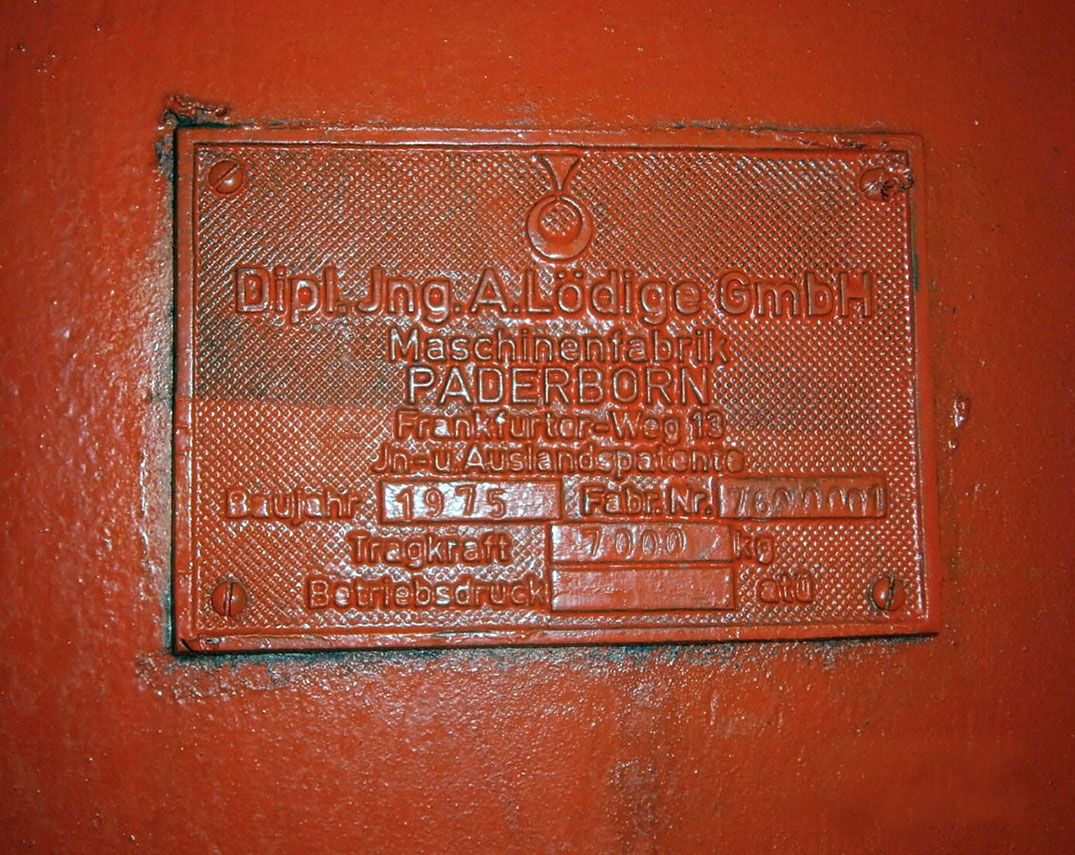 Dipl. Jng. A. Lödige GmbH
Maschinenfabrik
PADERBORN
Frankfurter-Weg 13
Jn-u. Auslandspatente
Baujahr 1975 Fabr. Nr.
Tragkraft 7000 kg
Betriebsdruck atü